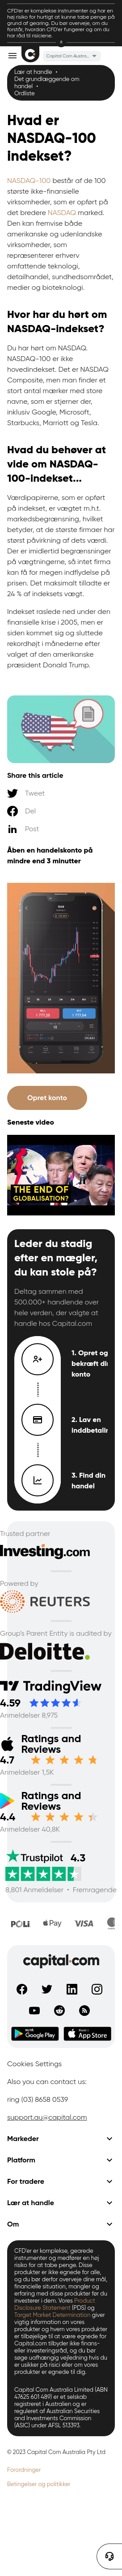 CFDer er komplekse instrumenter og har en
høj risiko for hurtigt at kunne tabe penge på
grund af gearing. Du bør overveje, om du
forstår, hvordan CFDer fungerer og om du
har råd til risiciene.
Capital Com Austra...
Lær at handle •
Det grundlæggende om
handel •
Ordliste
Hvad er
NASDAQ-100
Indekset?
NASDAQ-100 består af de 100
største ikke-finansielle
virksomheder, som er opført på
det bredere NASDAQ marked.
Den kan rumme både
amerikanske og udenlandske
virksomheder, som
repræsenterer erhverv
omfattende teknologi,
detailhandel, sundhedsområdet,
medier og bioteknologi.
Hvor har du hørt om
NASDAQ-indekset?
Du har hørt om NASDAQ.
NASDAQ-100 er ikke
hovedindekset. Det er NASDAQ
Composite, men man finder et
stort antal mærker med store
navne, som er stjerner der,
inklusiv Google, Microsoft,
Starbucks, Marriott og Tesla.
Hvad du behøver at
vide om NASDAQ-
100-indekset...
Værdipapirerne, som er opført
på indekset, er vægtet m.h.t.
markedsbegrænsning, hvilket
betyder, at de større firmaer har
størst påvirkning af dets værdi.
Der er imidlertid begrænsninger
på vægtningen, så intet firma
kan få for megen indflydelse på
prisen. Det maksimalt tilladte er
24 % af indeksets vægt.
Indekset raslede ned under den
finansielle krise i 2005, men er
siden kommet sig og sluttede
rekordhøjt i månederne efter
valget af den amerikanske
præsident Donald Trump.
Share this article
Tweet
Del
Post
Åben en handelskonto på
mindre end 3 minutter
Opret konto
Seneste video
THE END OF
GLOBALISATION?
Leder du stadig
efter en mægler,
du kan stole på?
Deltag sammen med
500.000+ handlende over
hele verden, der valgte at
handle hos Capital.com
1. Opret og
bekræft din
konto
2. Lav en
3. Find din
handel
Trusted partner
Investing.com
Powered by
REUTERS
Group's Parent Entity is audited by
Deloitte.
TradingView
4.59
Anmeldelser 8,975
Ratings and
Reviews
4.7
Anmeldelser 1,5K
Ratings and
Reviews
4.4
Anmeldelser 40,8K
Trustpilot 4.3
8,801 Anmeldelser • Fremragende
POLi
Pay
VISA
capital.com
Google Play
App Store
Cookies Settings
Also you can contact us:
ring (03) 8658 0539
support.au@capital.com
Markeder
Platform
For tradere
Lær at handle
Om
CFDer er komplekse, gearede
instrumenter og medfører en høj
risiko for at tabe penge. Disse
produkter er ikke egnede for alle,
og derfor bør du overveje dine mål,
finansielle situation, mangler og
erfaring med disse produkter før du
investerer i dem. Vores Product
Disclosure Statement (PDS) og
Target Market Determination giver
vigtig information om vores
produkter og hvem vores produkter
er tilbøjelige til at være egnede for.
Capital.com tilbyder ikke finans-
eller investeringsråd, og du bør
søge uafhængig vejledning hvis du
er usikker på risici eller om vores
produkter er egnede til dig.
Capital Com Australia Limited (ABN
47 625 601 489) er et selskab
registreret i Australien og er
reguleret af Australian Securities
and Investments Commission
(ASIC) under AFSL 513393.
© 2023 Capital Com Australia Pty Ltd
Forordninger
Betingelser og politikker